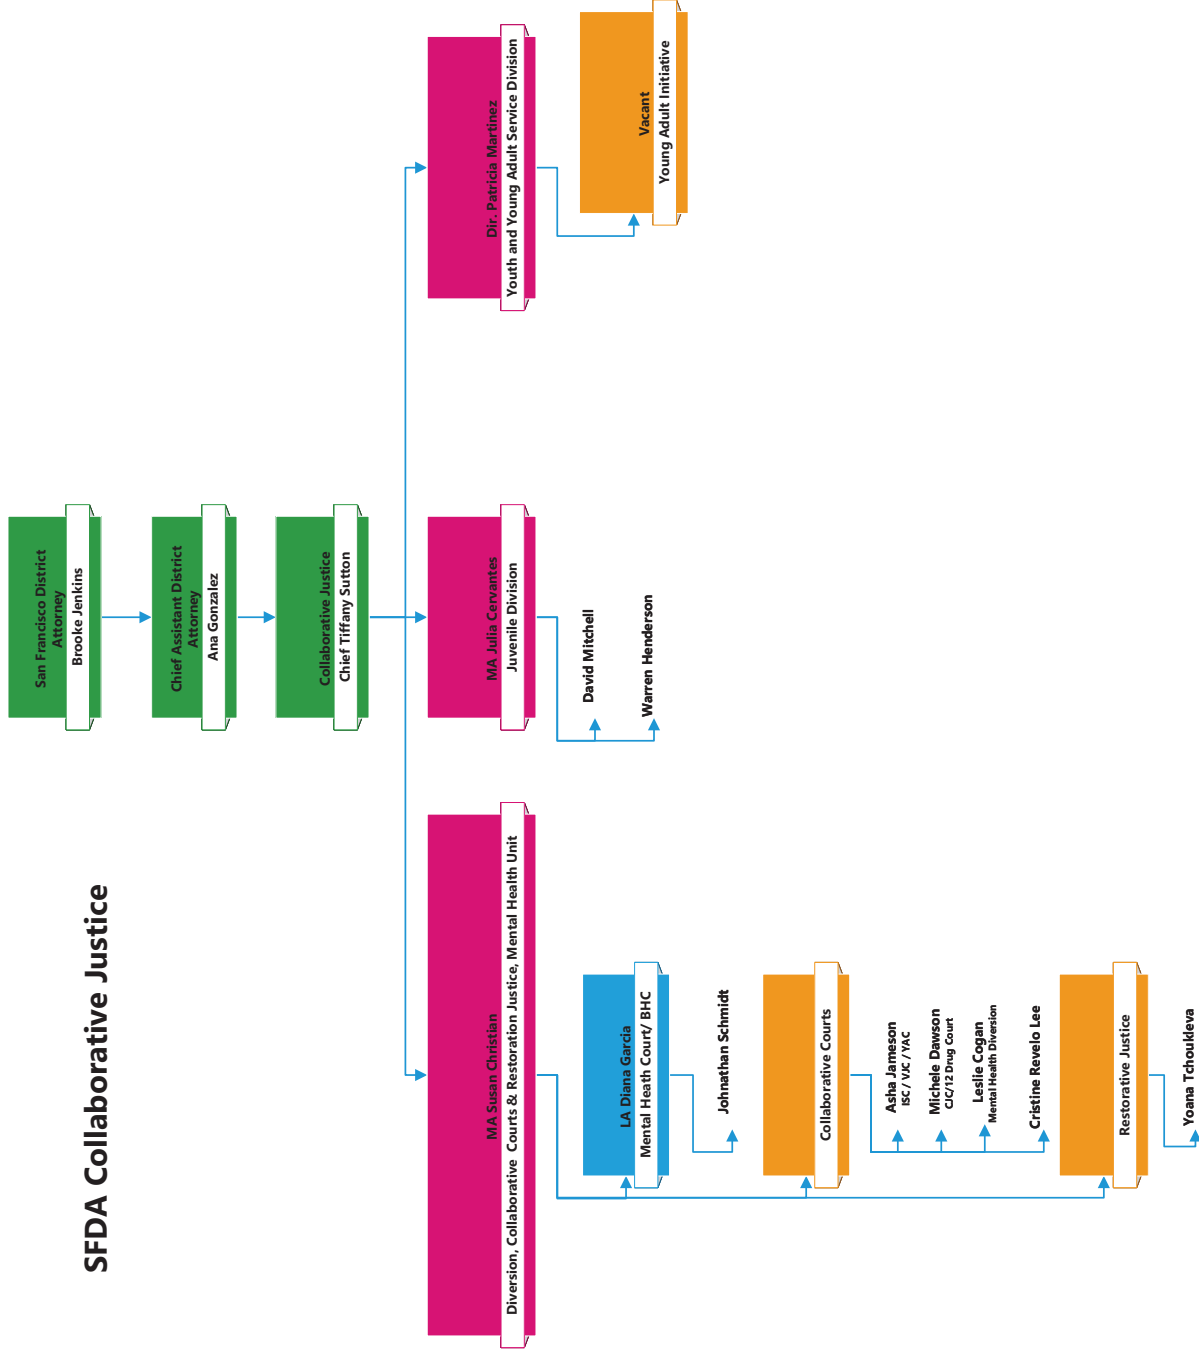 SFDA Collaborative Justice
San Francisco District
Attorney
Brooke Jenkins
Chief Assistant District
Attorney
Ana Gonzalez
Collaborative Justice
Chief Tiffany Sutton
MA Susan Christian
Diversion, Collaborative Courts & Restoration Justice, Mental Health Unit
LA Diana Garcia
Mental Heath Court/ BHC
Johnathan Schmidt
Collaborative Courts
Asha Jameson
ISC / VJC / YAC
Michele Dawson
CJC/12 Drug Court
Leslie Cogan
Mental Health Diversion
Cristine Revelo Lee
Restorative Justice
Yoana Tchoukleva
MA Julia Cervantes
Juvenile Division
David Mitchell
Warren Henderson
Dir. Patricia Martinez
Youth and Young Adult Service Division
Vacant
Young Adult Initiative